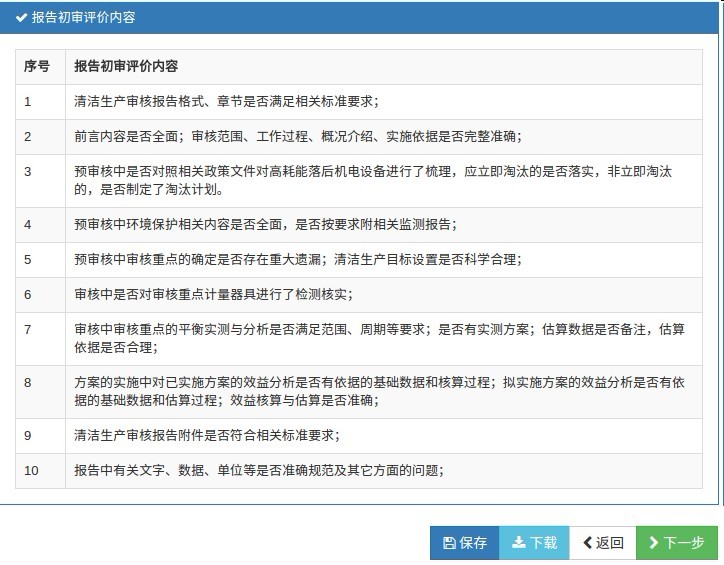 报告初审评价内容
序号 报告初审评价内容
1 清洁生产审核报告格式、章节是否满足相关标准要求；
2 前言内容是否全面；审核范围、工作过程、概况介绍、实施依据是否完整准确；
3 预审核中是否对照相关政策文件对高耗能落后机电设备进行了梳理，应立即淘汰的是否落实，非立即淘汰
的，是否制定了淘汰计划。
4 预审核中环境保护相关内容是否全面，是否按要求附相关监测报告；
5 预审核中审核重点的确定是否存在重大遗漏；清洁生产目标设置是否科学合理；
6 审核中是否对审核重点计量器具进行了检测核实；
7 审核中审核重点的平衡实测与分析是否满足范围、周期等要求；是否有实测方案；估算数据是否备注，估算
依据是否合理；
8 方案的实施中对已实施方案的效益分析是否有依据的基础数据和核算过程；拟实施方案的效益分析是否有依
据的基础数据和估算过程；效益核算与估算是否准确；
9 清洁生产审核报告附件是否符合相关标准要求；
10 报告中有关文字、数据、单位等是否准确规范及其它方面的问题；
保存 下载 返回 下一步